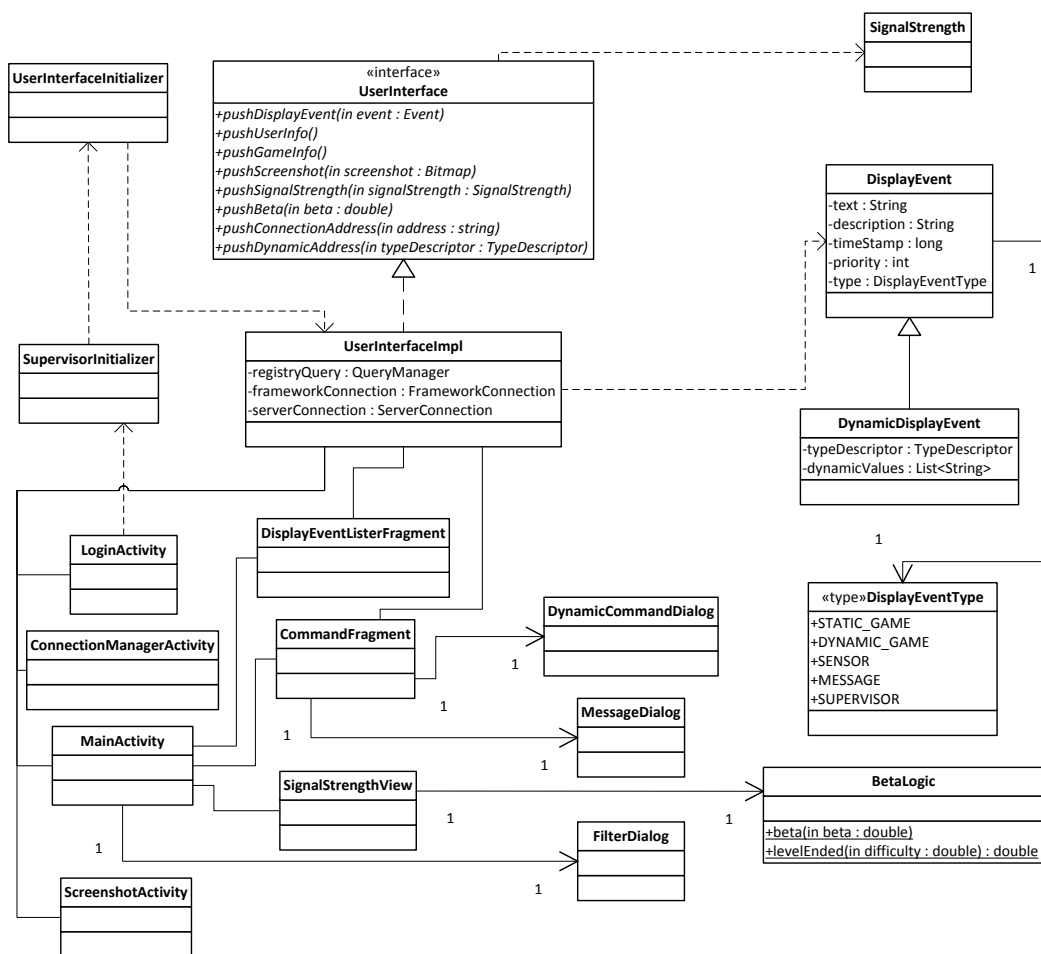 SignalStrength
UserInterfaceInitializer
«interface»
UserInterface
+pushDisplayEvent(in event : Event)
+pushUserInfo()
+pushGameInfo()
+pushScreenshot(in screenshot : Bitmap)
+pushSignalStrength(in signalStrength : SignalStrength)
+pushBeta(in beta : double)
+pushConnectionAddress(in address : string)
+pushDynamicAddress(in typeDescriptor : TypeDescriptor)
DisplayEvent
-text : String
-description : String
-timeStamp : long
-priority : int
-type : DisplayEventType
1
SupervisorInitializer
UserInterfaceImpl
-registryQuery : QueryManager
-frameworkConnection : FrameworkConnection
-serverConnection : ServerConnection
DynamicDisplayEvent
-typeDescriptor : TypeDescriptor
-dynamicValues : List<String>
1
LoginActivity
DisplayEventListerFragment
«type»DisplayEventType
+STATIC_GAME
+DYNAMIC_GAME
+SENSOR
+MESSAGE
+SUPERVISOR
ConnectionManagerActivity
CommandFragment
DynamicCommandDialog
1
1
MainActivity
MessageDialog
1
1
SignalStrengthView
BetaLogic
+beta(in beta : double)
+levelEnded(in difficulty : double) : double
1
1
FilterDialog
1
1
ScreenshotActivity